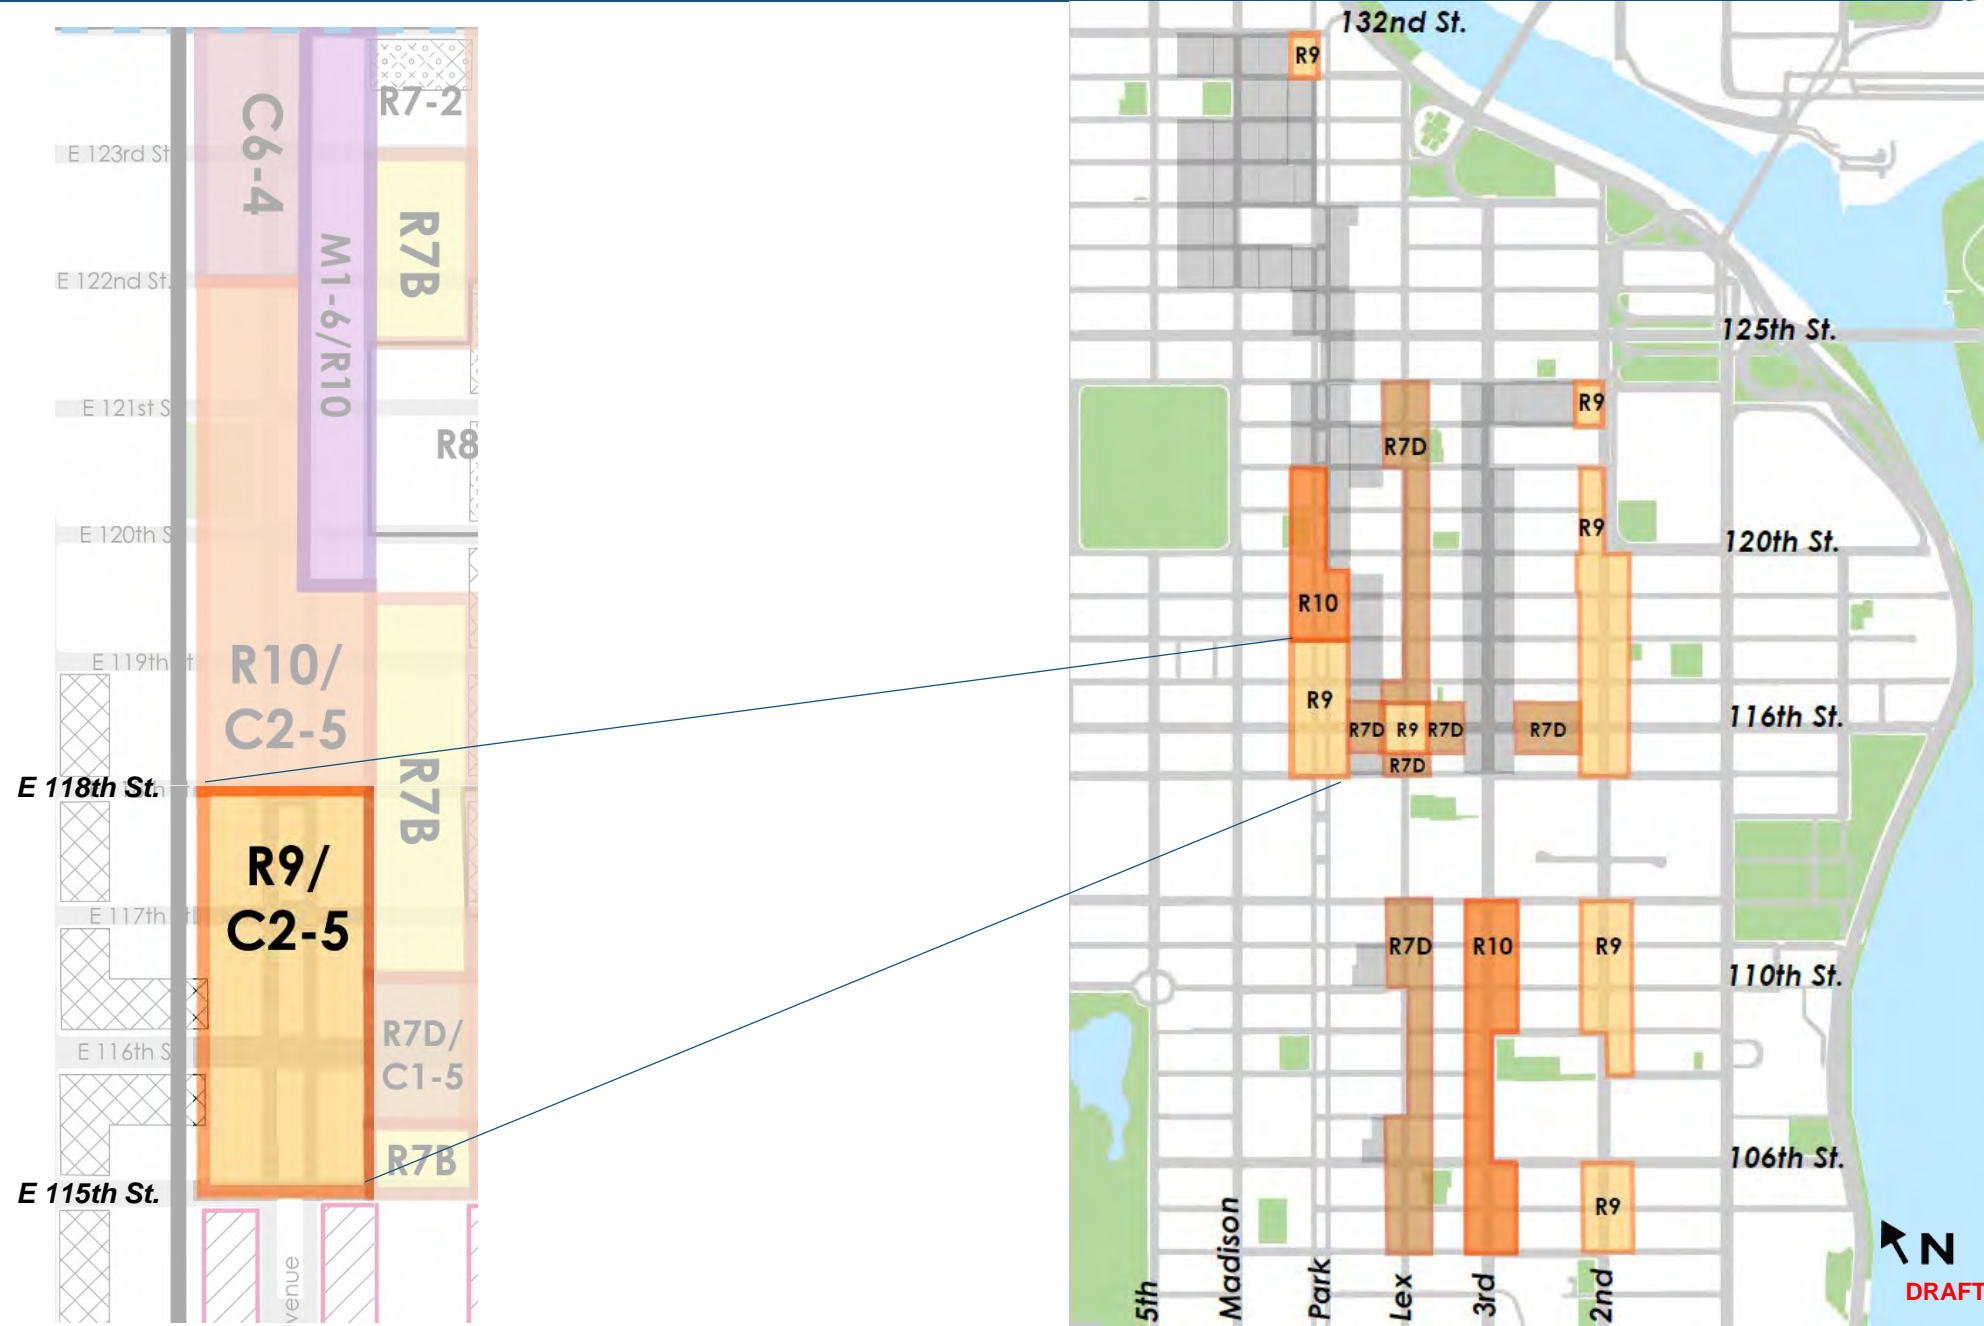 C6-4
M1-6/R10
R7-2
E 123rd St
R7B
E 122nd St.
E 121st S
R8
E 120th S
E 119th
t
R10/
C2-5
R7B
E 118th St.
R9/
C2-5
E 117th
R7D/
C1-5
E 116th S
R7B
E 115th St.
venue
132nd St.
R9
125th St.
R9
R7D
R9
120th St.
R10
R9
R7D
R9
R7D
R7D
116th St.
R7D
R7D
R10
R9
110th St.
106th St.
R9
5th
Madison
Park
Lex
3rd
2nd
N
DRAFT